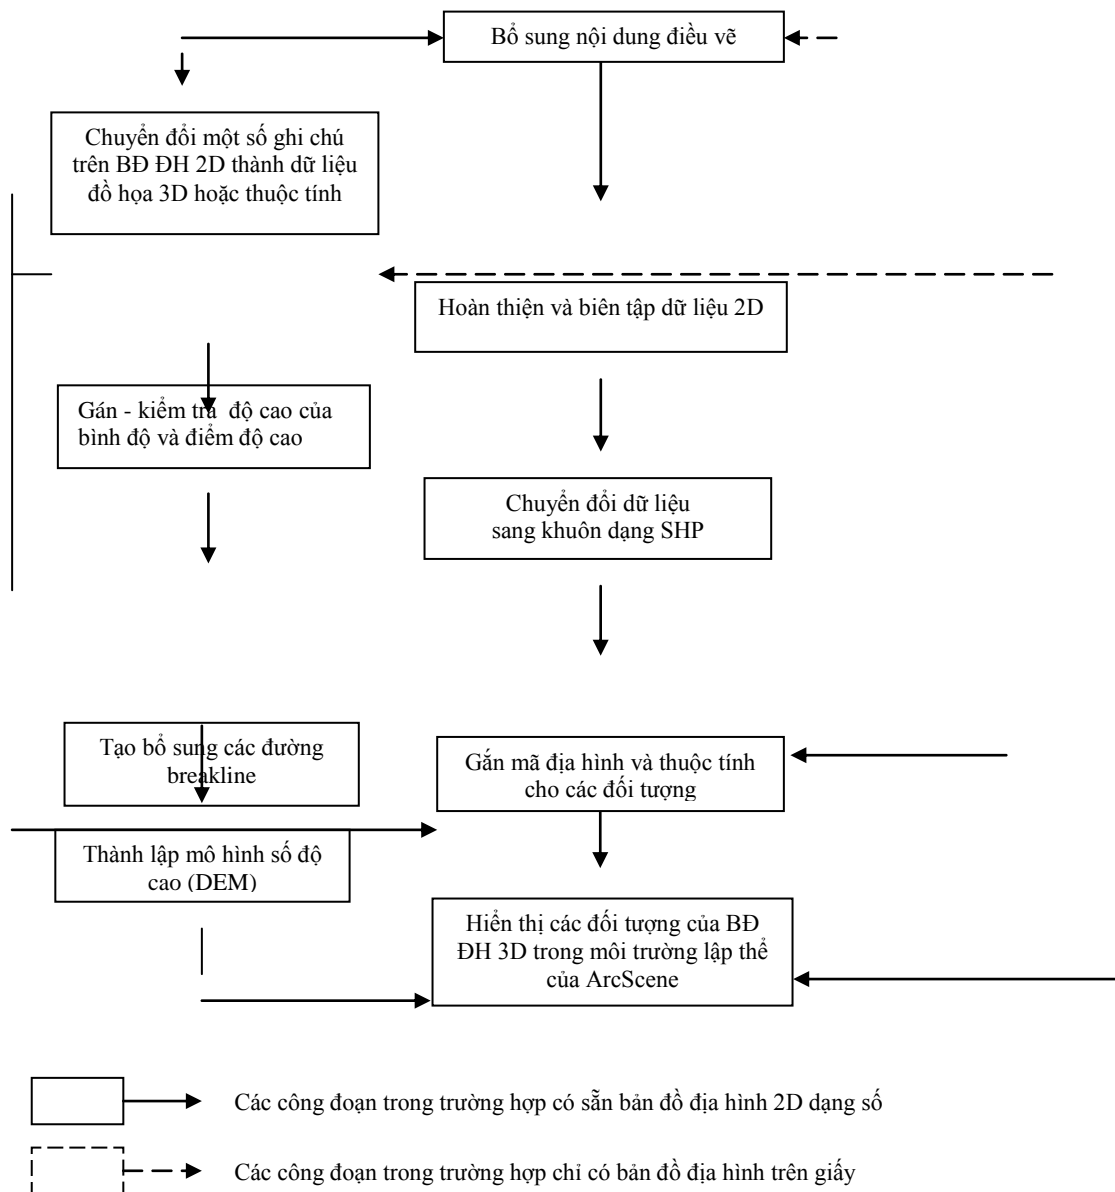 Bổ sung nội dung điều vẽ
Chuyển đổi một số ghi chú
trên BĐ ĐH 2D thành dữ liệu
đồ họa 3D hoặc thuộc tính
Hoàn thiện và biên tập dữ liệu 2D
Gán - kiểm tra độ cao của
bình độ và điểm độ cao
Chuyển đổi dữ liệu
sang khuôn dạng SHP
Tạo bổ sung các đường
breakline
Gắn mã địa hình và thuộc tính
cho các đối tượng
Thành lập mô hình số độ
cao (DEM)
Hiển thị các đối tượng của BĐ
ĐH 3D trong môi trường lập thể
của ArcScene
Các công đoạn trong trường hợp có sẵn bản đồ địa hình 2D dạng số
Các công đoạn trong trường hợp chỉ có bản đồ địa hình trên giấy